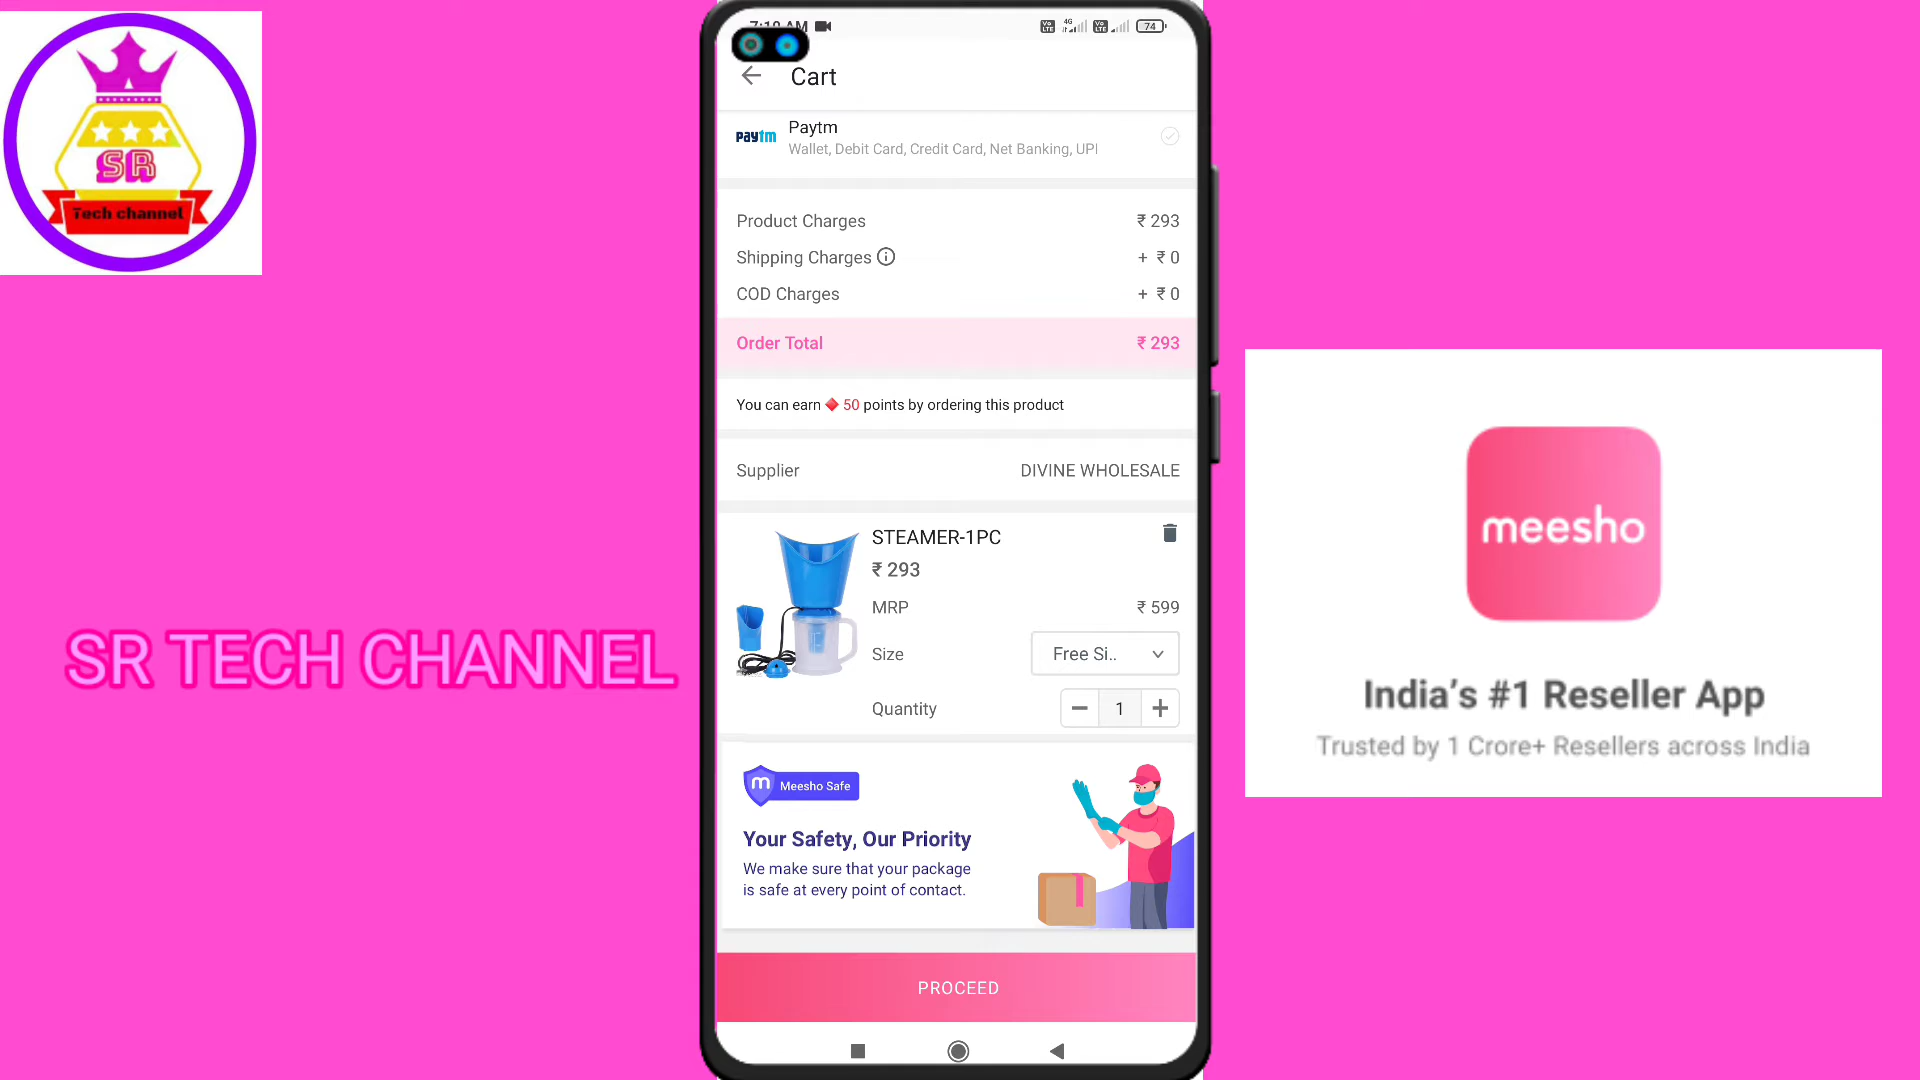 SR
Tech channel
SR TECH CHANNEL
Cart
paytm
Paytm
Wallet, Debit Card, Credit Card, Net Banking, UPI
Product Charges ₹ 293
Shipping Charges + ₹ 0
COD Charges + ₹ 0
Order Total ₹ 293
You can earn 50 points by ordering this product
Supplier DIVINE WHOLESALE
STEAMER-1PC
₹ 293
MRP ₹ 599
Size Free Si..
Quantity 1
m Meesho Safe
Your Safety, Our Priority
We make sure that your package
is safe at every point of contact.
PROCEED
4G
74
meesho
India's #1 Reseller App
Trusted by 1 Crore+ Resellers across India